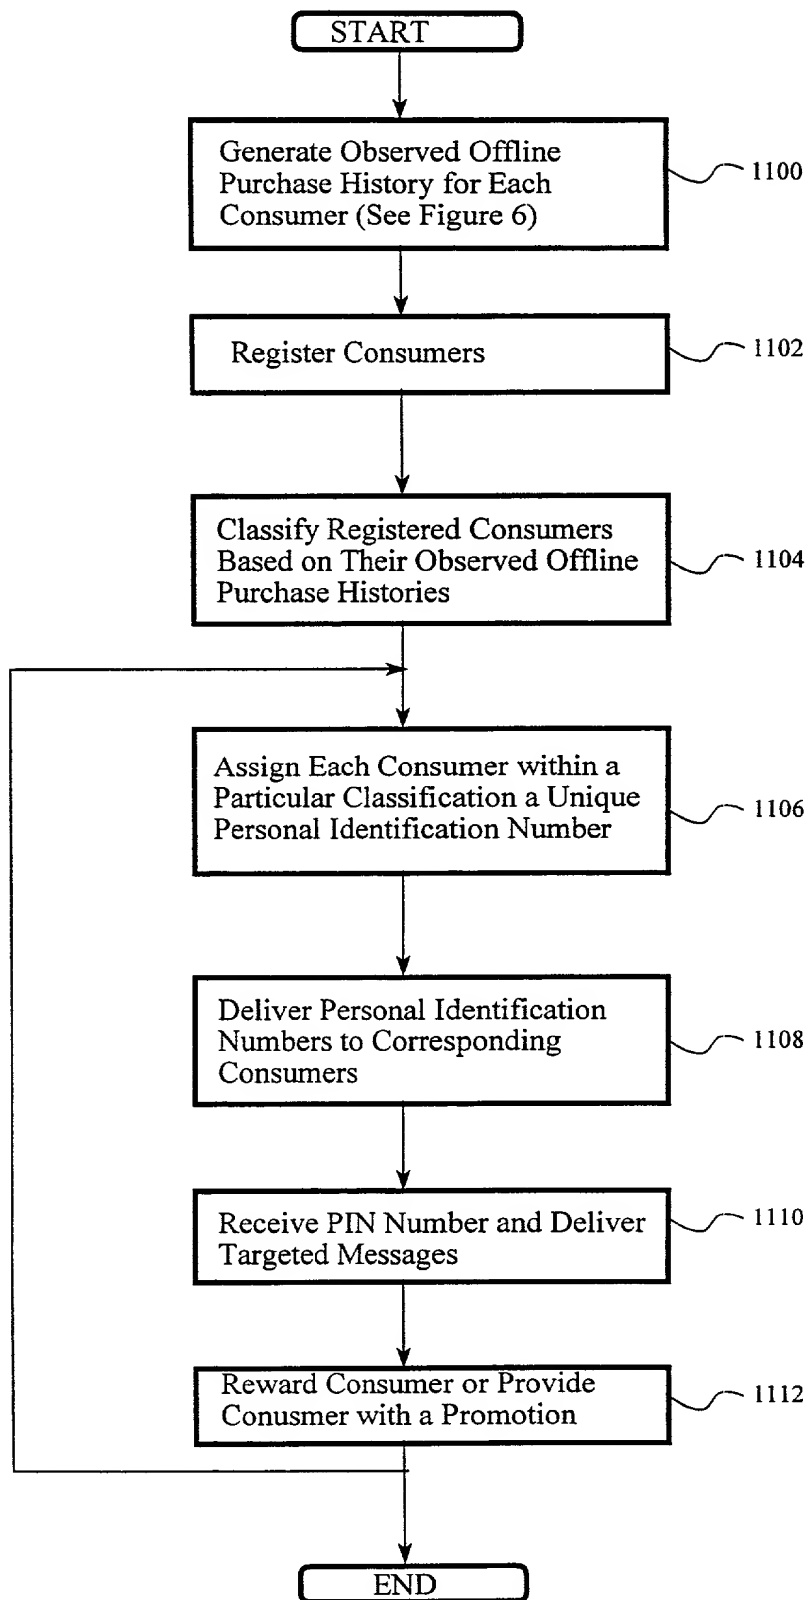 START
Generate Observed Offline
Purchase History for Each
Consumer (See Figure 6)
1100
Register Consumers
1102
Classify Registered Consumers
Based on Their Observed Offline
Purchase Histories
1104
Assign Each Consumer within a
Particular Classification a Unique
Personal Identification Number
1106
Deliver Personal Identification
Numbers to Corresponding
Consumers
1108
Receive PIN Number and Deliver
Targeted Messages
1110
Reward Consumer or Provide
Conusmer with a Promotion
1112
END